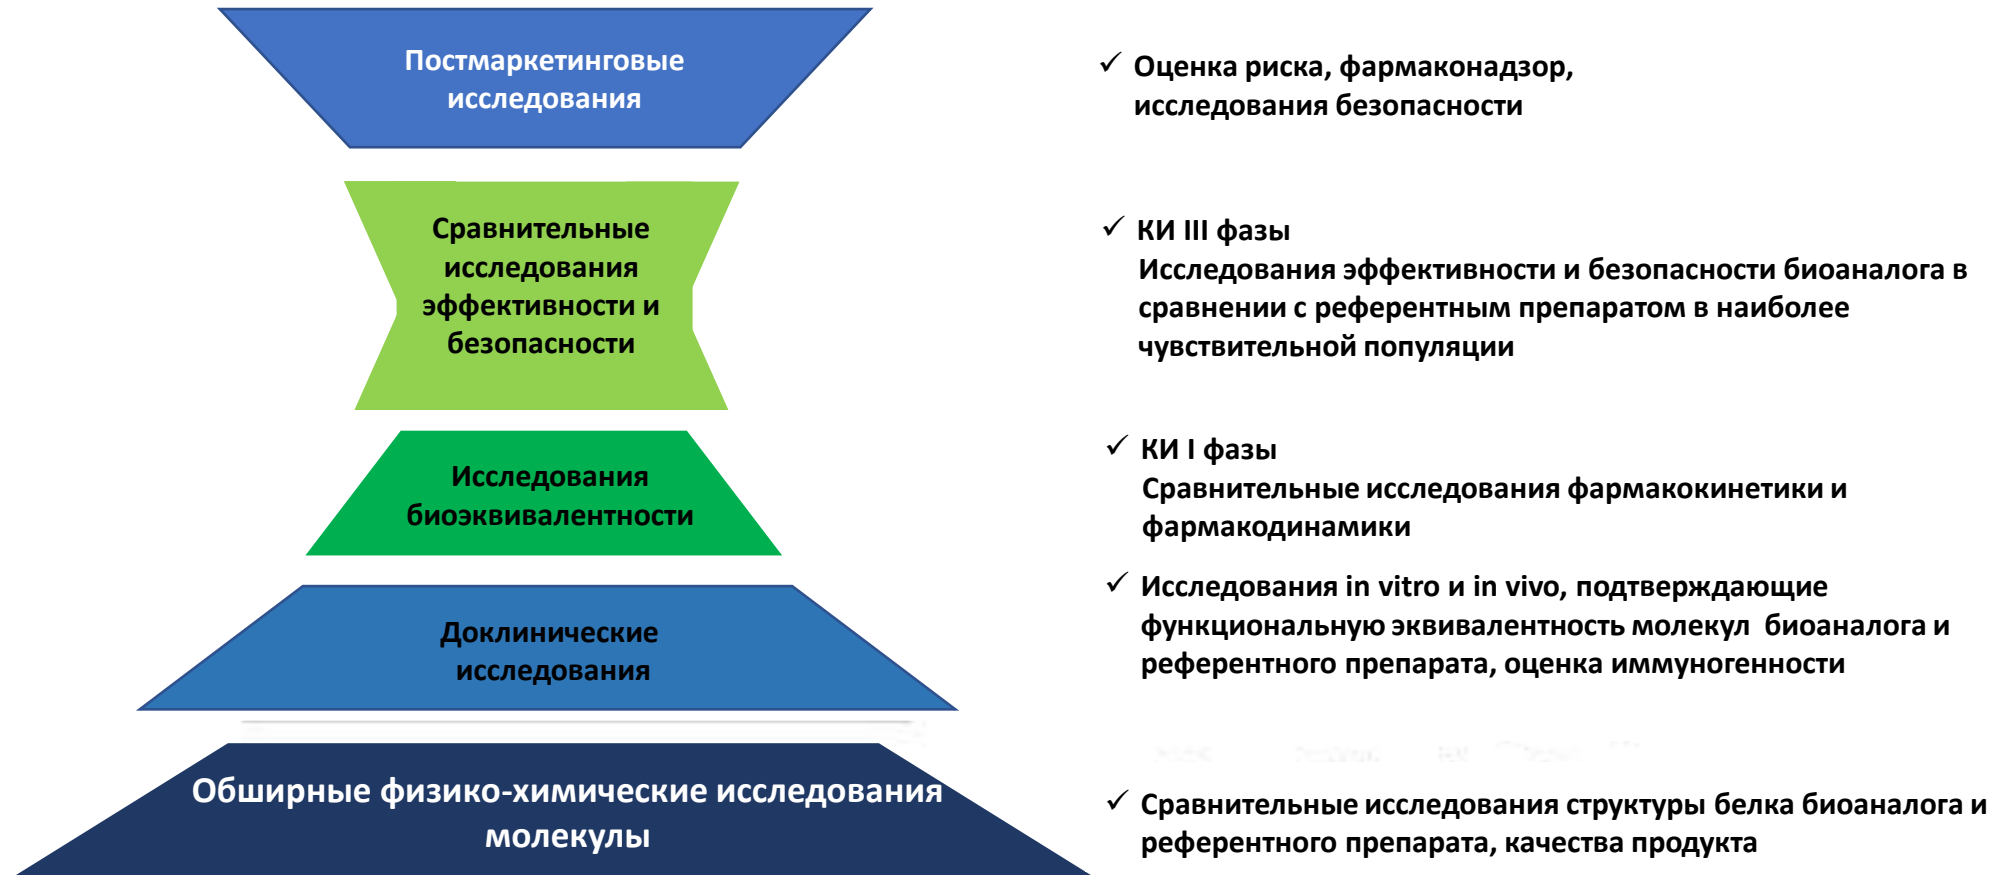 Постмаркетинговые
исследования
✓ Оценка риска, фармаконадзор,
исследования безопасности
Сравнительные
исследования
эффективности и
безопасности
✓ КИ III фазы
Исследования эффективности и безопасности биоаналога в
сравнении с референтным препаратом в наиболее
чувствительной популяции
Исследования
биоэквивалентности
✓ КИ I фазы
Сравнительные исследования фармакокинетики и
фармакодинамики
Доклинические
исследования
✓ Исследования in vitro и in vivo, подтверждающие
функциональную эквивалентность молекул биоаналога и
референтного препарата, оценка иммуногенности
Обширные физико-химические исследования
молекулы
✓ Сравнительные исследования структуры белка биоаналога и
референтного препарата, качества продукта